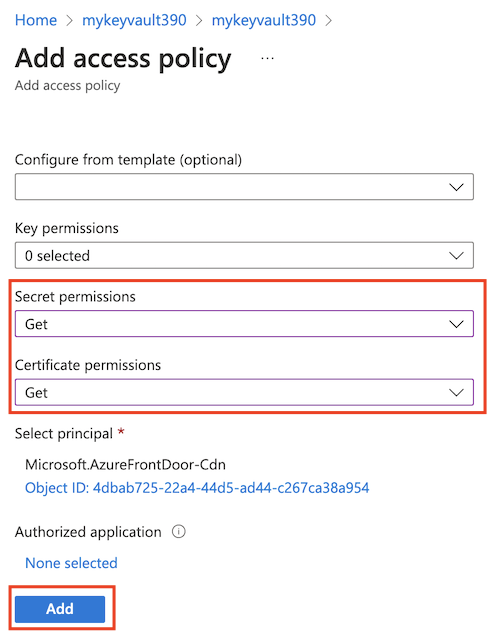 Home > mykeyvault390 > mykeyvault390 >
Add access policy ...
Add access policy
Configure from template (optional)
Key permissions
0 selected
Secret permissions
Get
Certificate permissions
Get
Select principal *
Microsoft.AzureFrontDoor-Cdn
Object ID: 4dbab725-22a4-44d5-ad44-c267ca38a954
Authorized application
None selected
Add